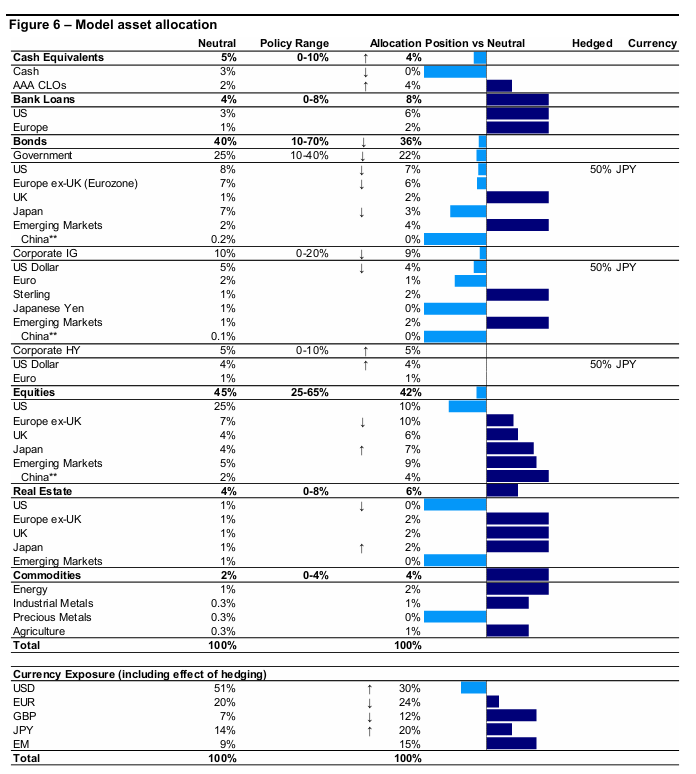 Figure 6 – Model asset allocation
Neutral Policy Range Allocation Position vs Neutral Hedged Currency
Cash Equivalents 5% 0-10% ↑ 4%
Cash 3% ↓ 0%
AAA CLOs 2% ↑ 4%
Bank Loans 4% 0-8% 8%
US 3% 6%
Europe 1% 2%
Bonds 40% 10-70% ↓ 36%
Government 25% 10-40% ↓ 22%
US 8% ↓ 7% 50% JPY
Europe ex-UK (Eurozone) 7% ↓ 6%
UK 1% 2%
Japan 7% ↓ 3%
Emerging Markets 2% 4%
China** 0.2% 0%
Corporate IG 10% 0-20% ↓ 9%
US Dollar 5% ↓ 4% 50% JPY
Euro 2% 1%
Sterling 1% 2%
Japanese Yen 1% 0%
Emerging Markets 1% 2%
China** 0.1% 0%
Corporate HY 5% 0-10% ↑ 5%
US Dollar 4% ↑ 4% 50% JPY
Euro 1% 1%
Equities 45% 25-65% 42%
US 25% 10%
Europe ex-UK 7% ↓ 10%
UK 4% 6%
Japan 4% ↑ 7%
Emerging Markets 5% 9%
China** 2% 4%
Real Estate 4% 0-8% 6%
US 1% ↓ 0%
Europe ex-UK 1% 2%
UK 1% 2%
Japan 1% ↑ 2%
Emerging Markets 1% 0%
Commodities 2% 0-4% 4%
Energy 1% 2%
Industrial Metals 0.3% 1%
Precious Metals 0.3% 0%
Agriculture 0.3% 1%
Total 100% 100%
Currency Exposure (including effect of hedging)
USD 51% ↑ 30%
EUR 20% ↓ 24%
GBP 7% ↓ 12%
JPY 14% ↑ 20%
EM 9% 15%
Total 100% 100%